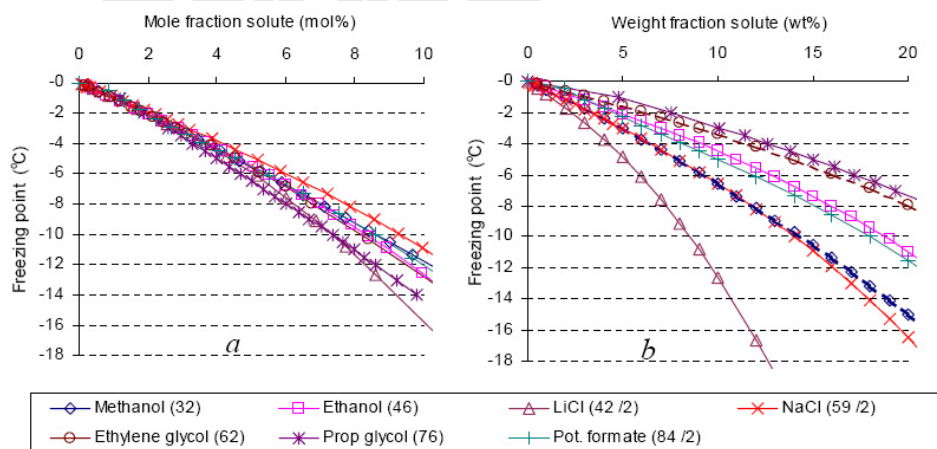 Mole fraction solute (mol%)
0 2 4 6 8 10
-0
-2
-4
-6
-8
-10
-12
-14
-16
-18
Freezing point (°C)
a
Weight fraction solute (wt%)
0 5 10 15 20
-0
-2
-4
-6
-8
-10
-12
-14
-16
-18
Freezing point (°C)
b
Methanol (32) Ethanol (46) LiCl (42 /2) NaCl (59 /2)
Ethylene glycol (62) Prop glycol (76) Pot. formate (84 /2)